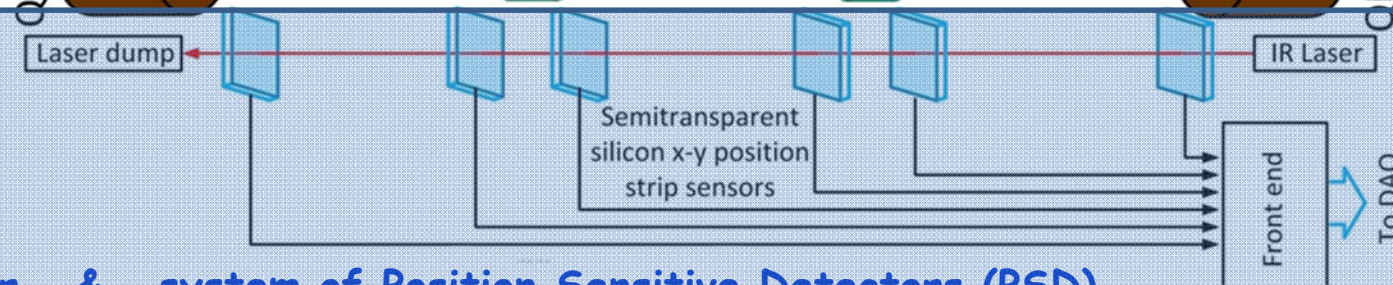 Q
Q
Laser dump
IR Laser
Semitransparent
silicon x-y position
strip sensors
Front end
To DAQ
& system of Position Sensitive Detectors (PSD)